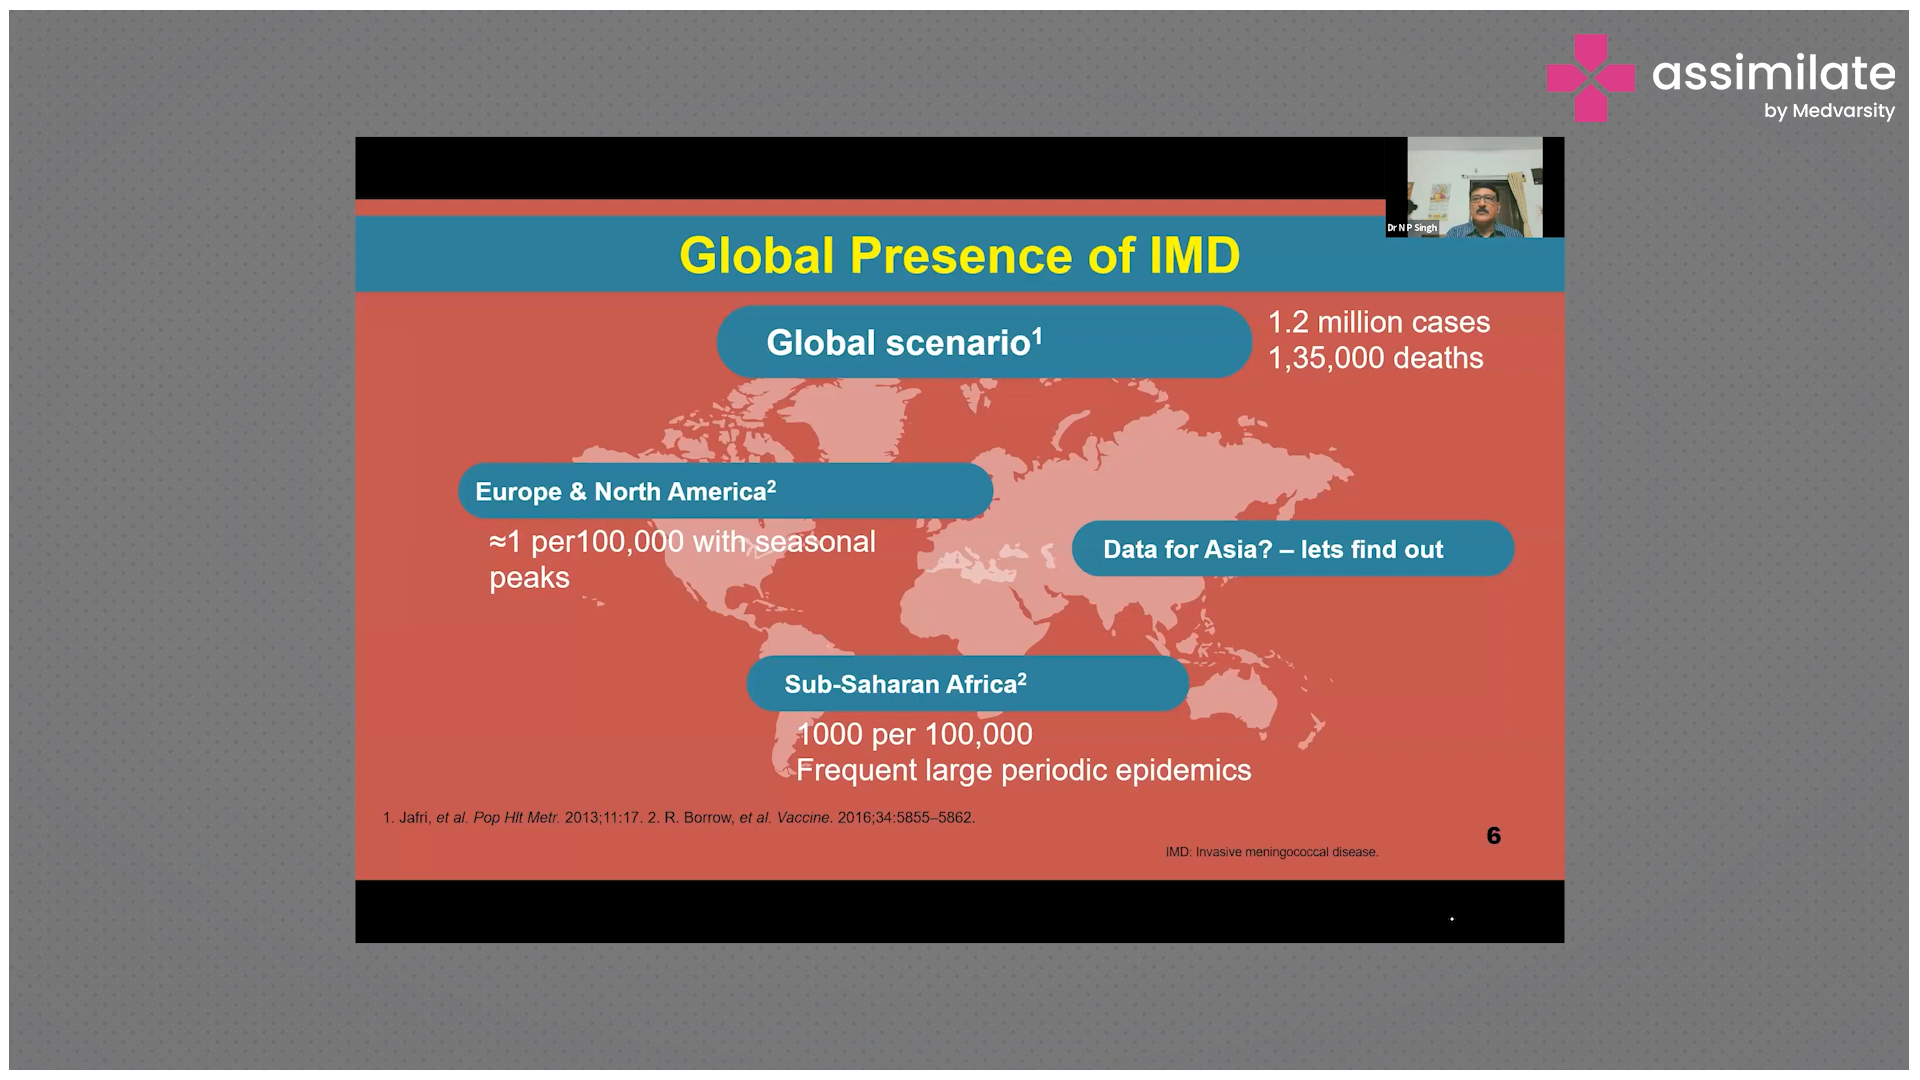 assimilate
by Medvarsity
Dr N P Singh
Global Presence of IMD
Global scenario1
1.2 million cases
1,35,000 deaths
Europe & North America2
≈1 per100,000 with seasonal
peaks
Data for Asia? – lets find out
Sub-Saharan Africa2
1000 per 100,000
Frequent large periodic epidemics
1. Jafri, et al. Pop Hlt Metr. 2013;11:17. 2. R. Borrow, et al. Vaccine. 2016;34:5855–5862.
6
IMD: Invasive meningococcal disease.